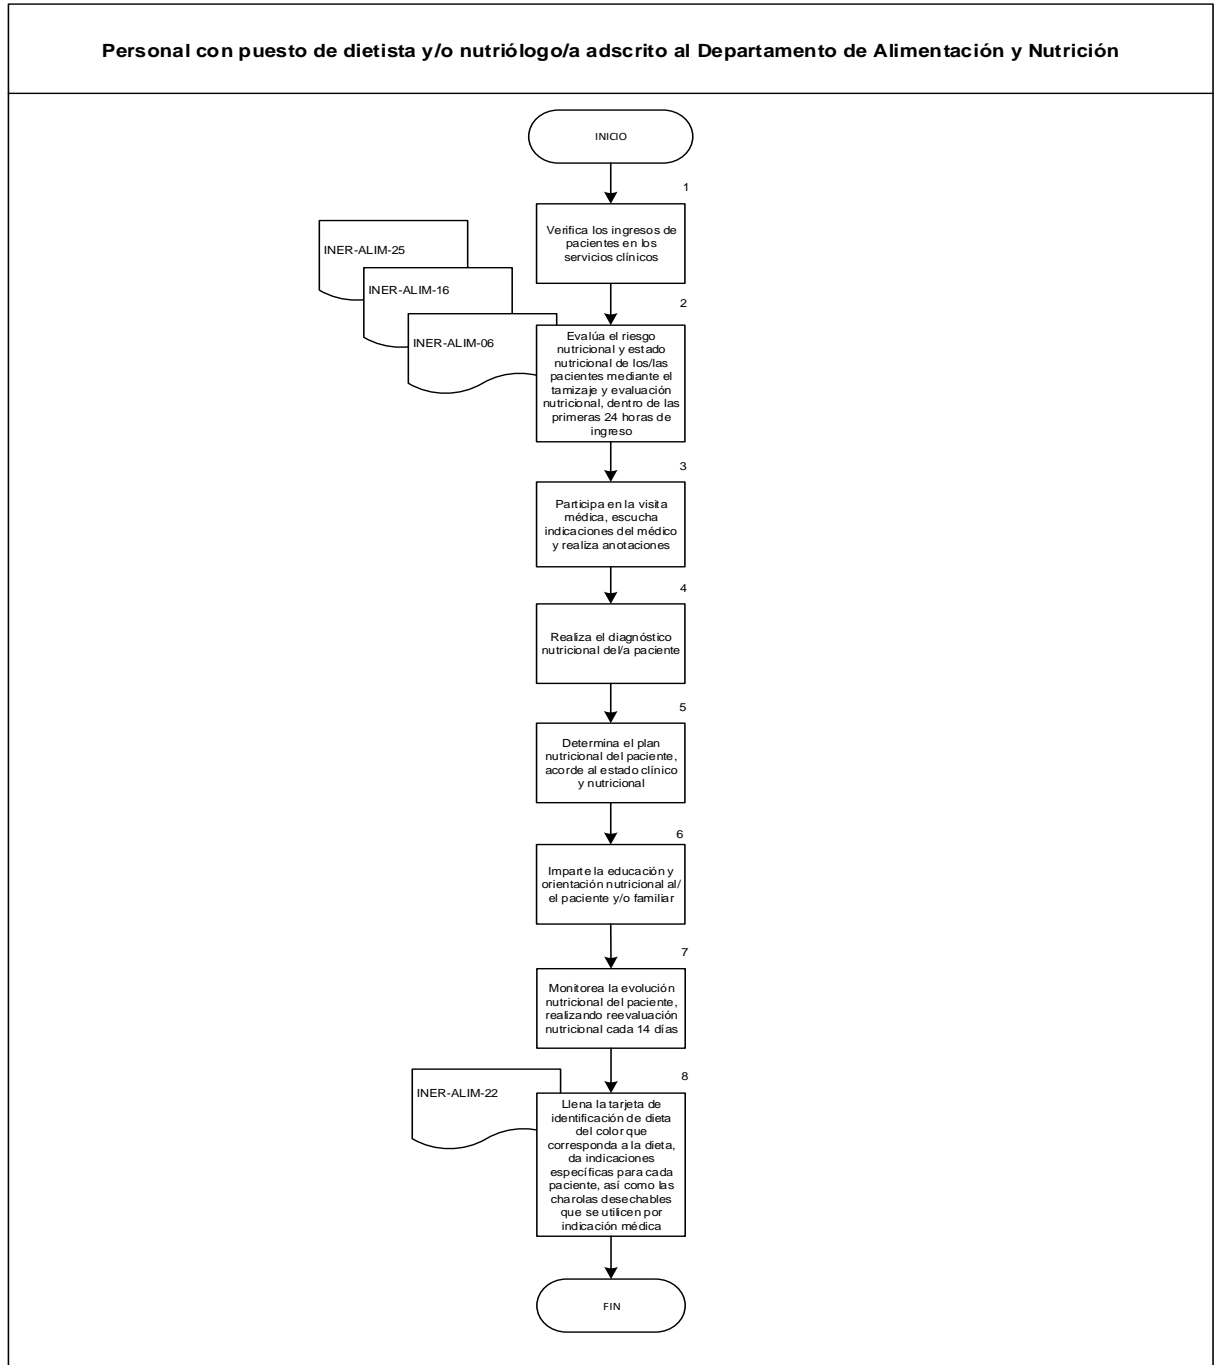 Personal con puesto de dietista y/o nutriólogo/a adscrito al Departamento de Alimentación y Nutrición
INICIO
1
Verifica los ingresos de
pacientes en los
servicios clínicos
INER-ALIM-25
INER-ALIM-16
INER-ALIM-06
2
Evalúa el riesgo
nutricional y estado
nutricional de los/las
pacientes mediante el
tamizaje y evaluación
nutricional, dentro de las
primeras 24 horas de
ingreso
3
Participa en la visita
médica, escucha
indicaciones del médico
y realiza anotaciones
4
Realiza el diagnóstico
nutricional del/a paciente
5
Determina el plan
nutricional del paciente,
acorde al estado clínico
y nutricional
6
Imparte la educación y
orientación nutricional al/
el paciente y/o familiar
7
Monitorea la evolución
nutricional del paciente,
realizando reevaluación
nutricional cada 14 días
8
INER-ALIM-22
Llena la tarjeta de
identificación de dieta
del color que
corresponda a la dieta,
da indicaciones
específicas para cada
paciente, así como las
charolas desechables
que se utilicen por
indicación médica
FIN